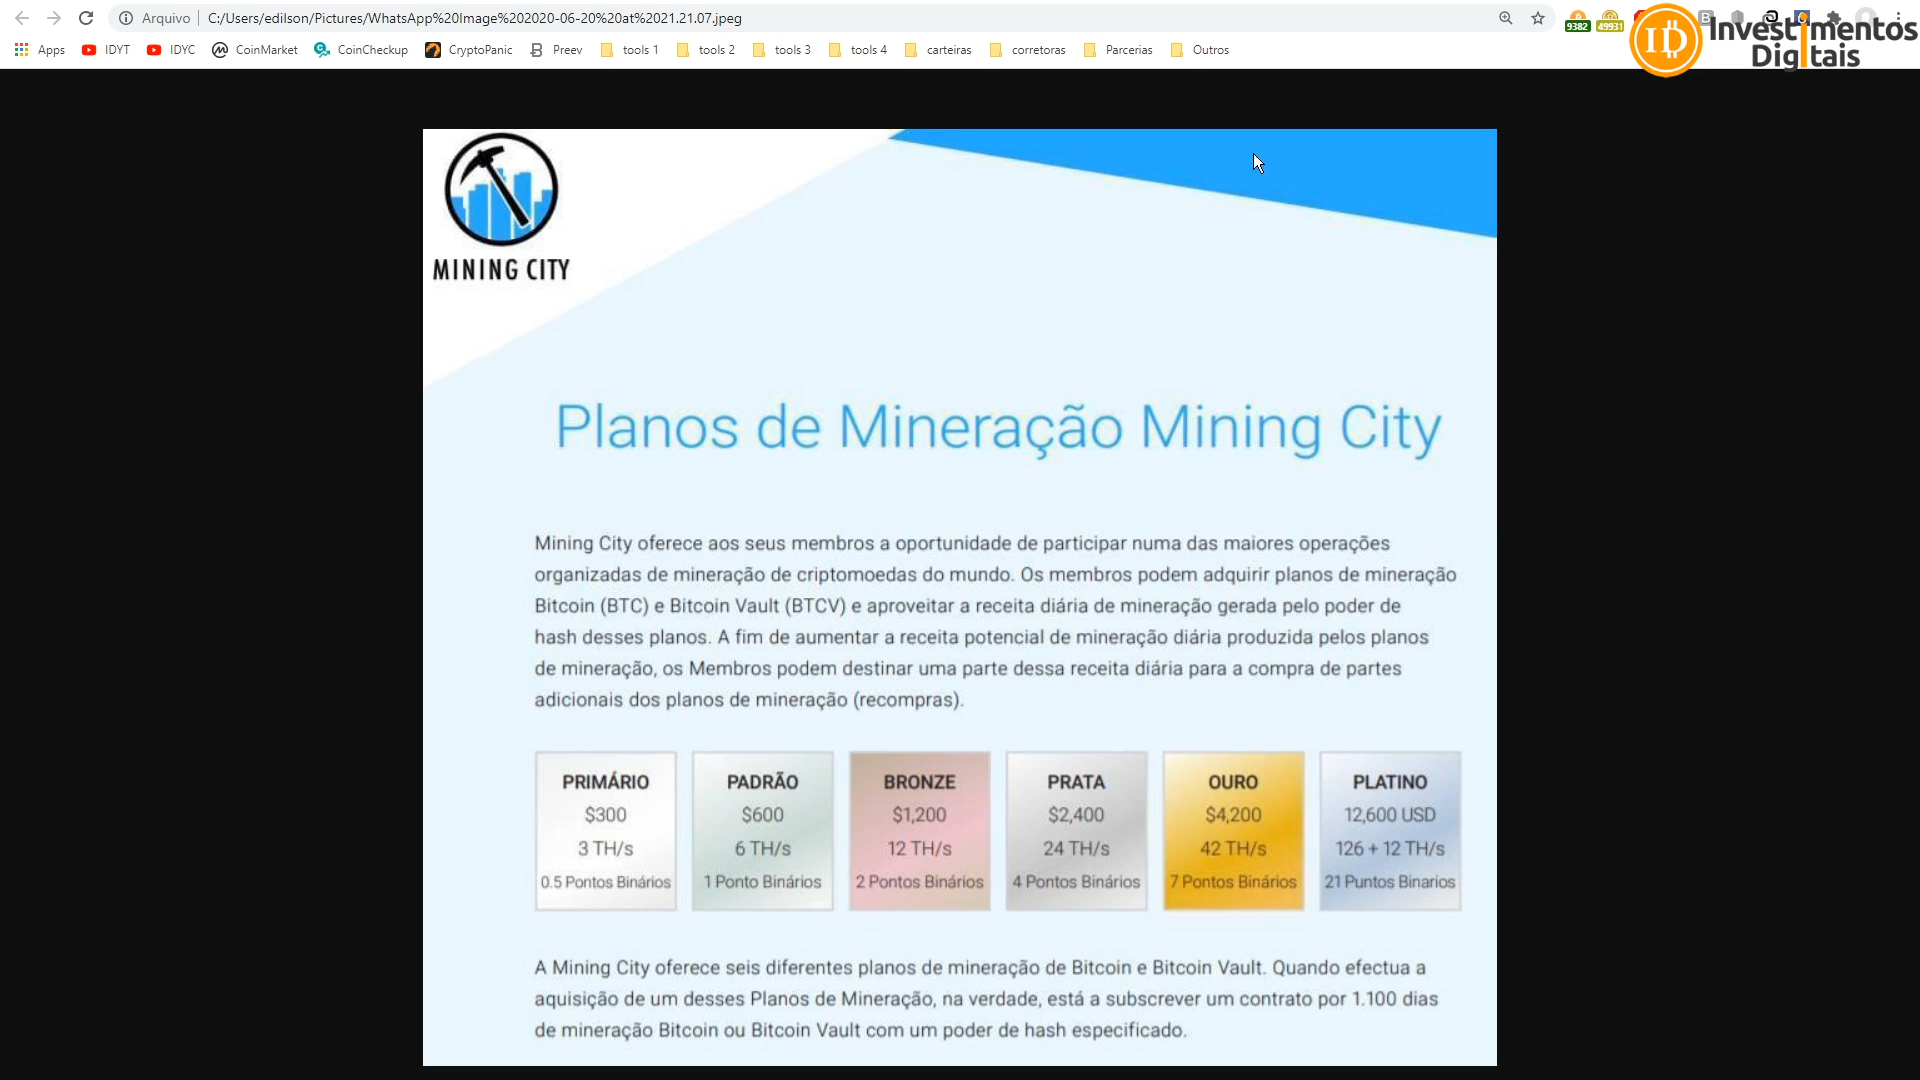 Arquivo C:/Users/edilson/Pictures/WhatsApp%20Image%202020-06-20%20at%2021.21.07.jpeg
9382 49931
Investimentos
Digitais
Apps IDYT IDYC CoinMarket CoinCheckup CryptoPanic Preev tools 1 tools 2 tools 3 tools 4 carteiras corretoras Parcerias Outros
MINING CITY
Planos de Mineração Mining City
Mining City oferece aos seus membros a oportunidade de participar numa das maiores operações
organizadas de mineração de criptomoedas do mundo. Os membros podem adquirir planos de mineração
Bitcoin (BTC) e Bitcoin Vault (BTCV) e aproveitar a receita diária de mineração gerada pelo poder de
hash desses planos. A fim de aumentar a receita potencial de mineração diária produzida pelos planos
de mineração, os Membros podem destinar uma parte dessa receita diária para a compra de partes
adicionais dos planos de mineração (recompras).
PRIMÁRIO
$300
3 TH/s
0.5 Pontos Binários
PADRÃO
$600
6 TH/s
1 Ponto Binários
BRONZE
$1,200
12 TH/s
2 Pontos Binários
PRATA
$2,400
24 TH/s
4 Pontos Binários
OURO
$4,200
42 TH/s
7 Pontos Binários
PLATINO
12,600 USD
126 + 12 TH/s
21 Puntos Binarios
A Mining City oferece seis diferentes planos de mineração de Bitcoin e Bitcoin Vault. Quando efectua a
aquisição de um desses Planos de Mineração, na verdade, está a subscrever um contrato por 1.100 dias
de mineração Bitcoin ou Bitcoin Vault com um poder de hash especificado.